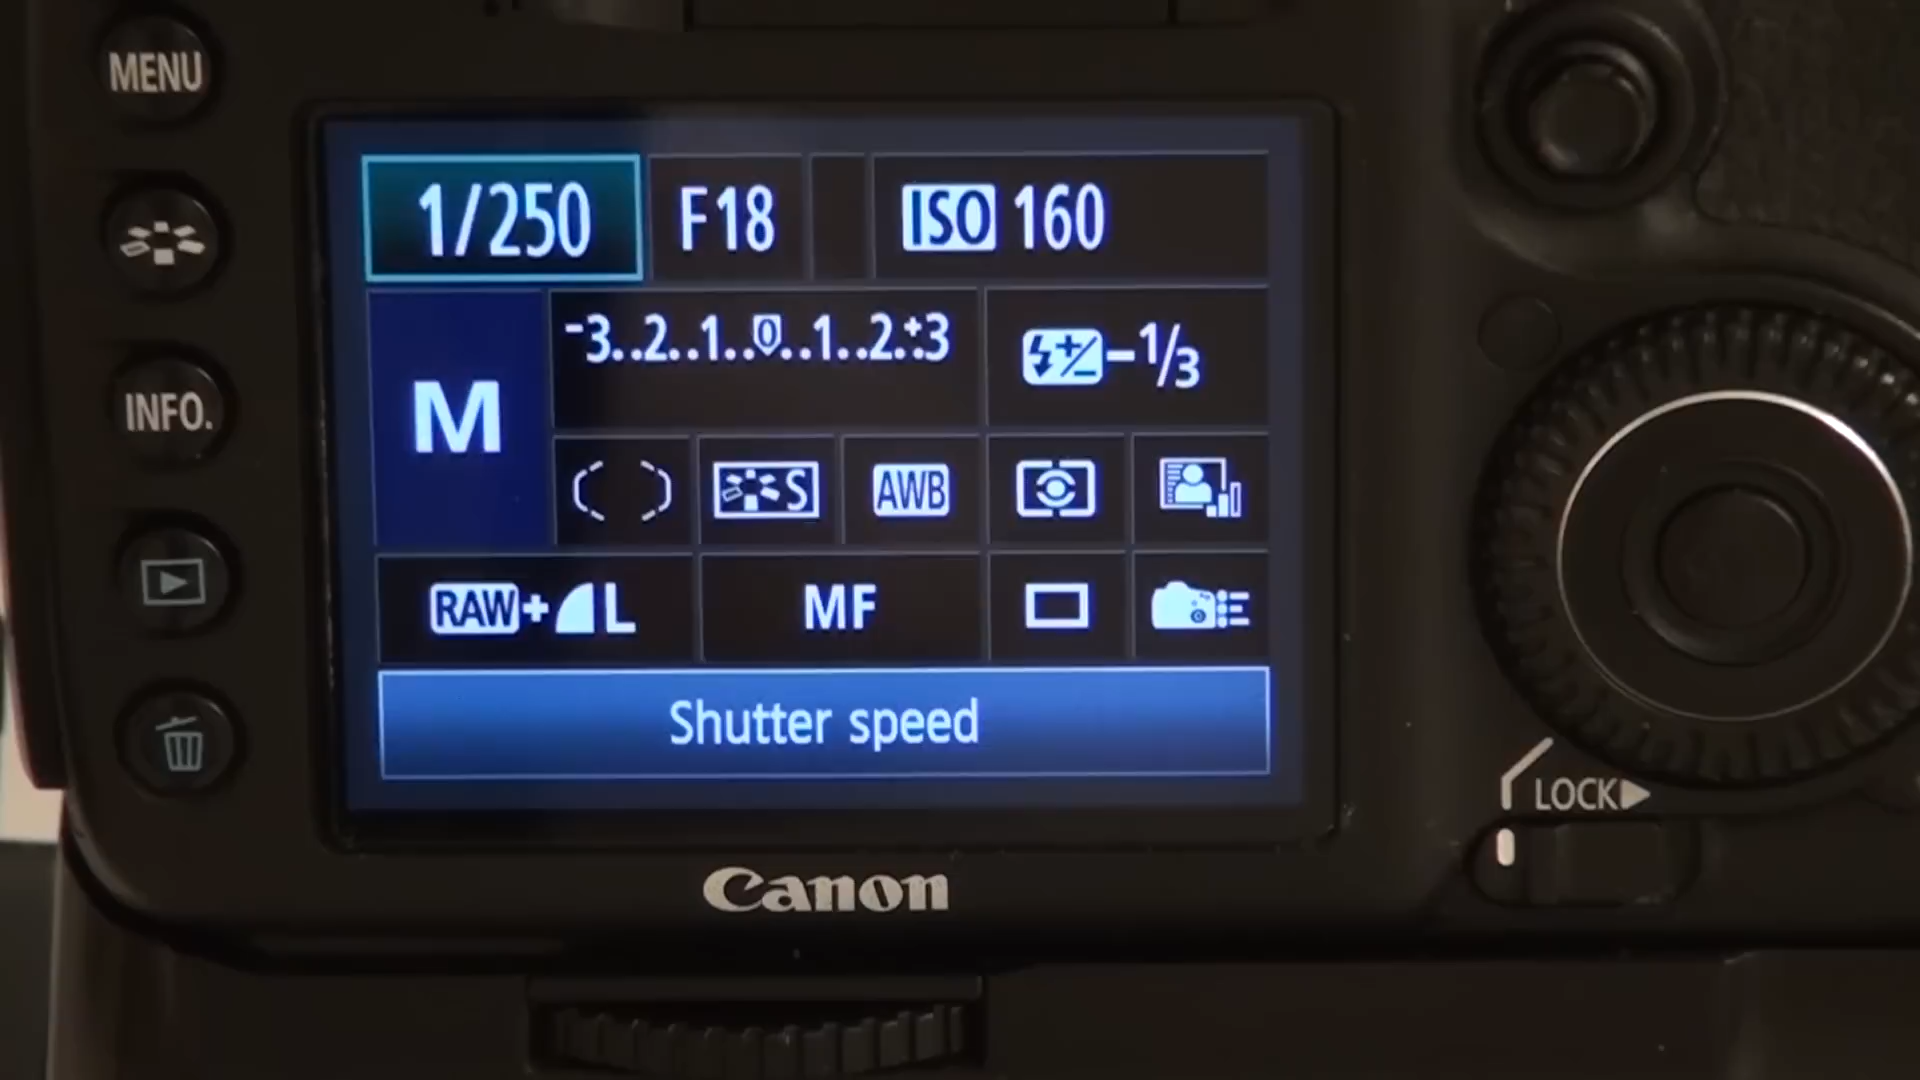 MENU
1/250 F18 ISO 160
-3..2..1..0..1..2..+3
-1/3
M
INFO.
S AWB
RAW+L MF
Shutter speed
LOCK
Canon